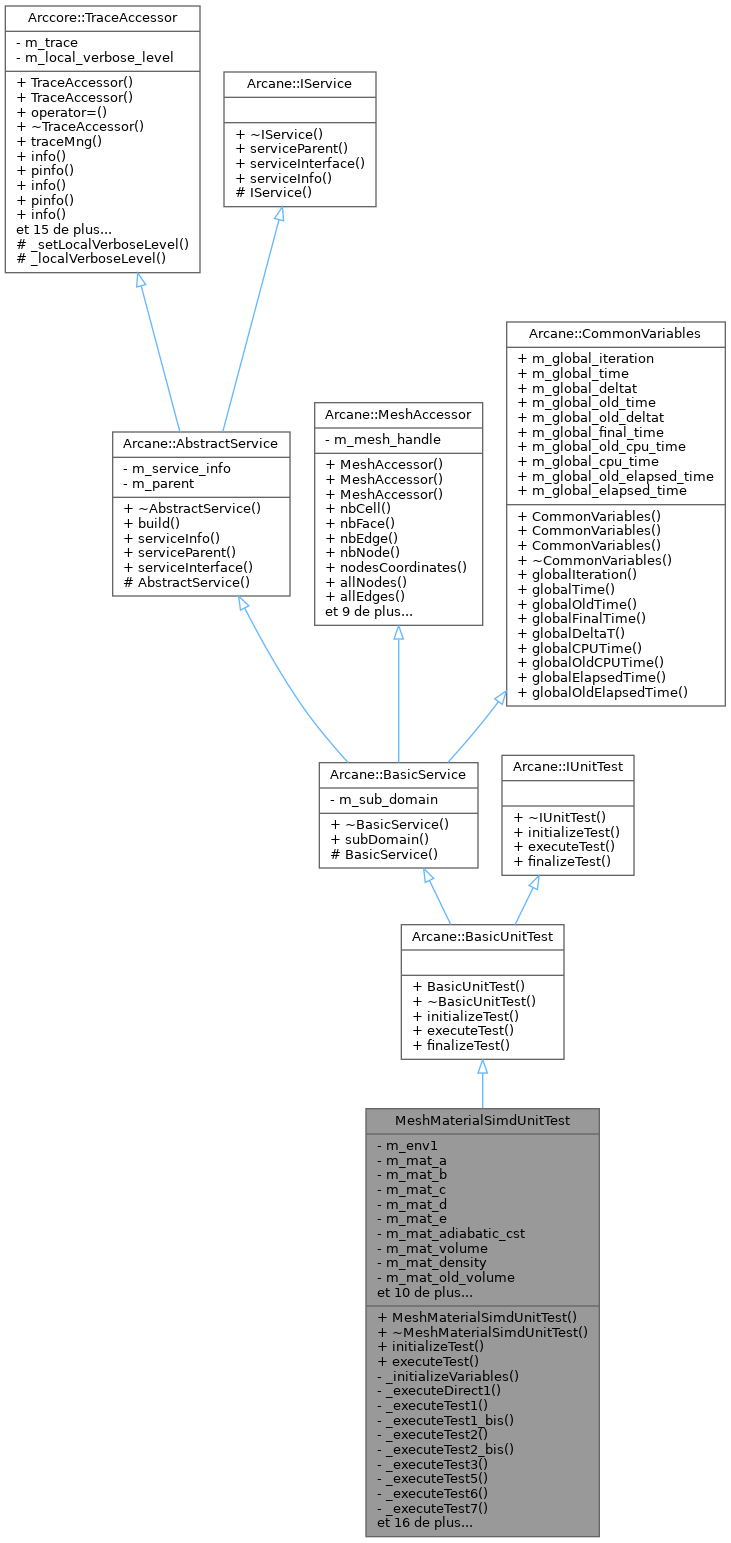 Arccore::TraceAccessor
- m_trace
- m_local_verbose_level
+ TraceAccessor()
+ TraceAccessor()
+ operator=()
+ ~TraceAccessor()
+ traceMng()
+ info()
+ pinfo()
+ info()
+ pinfo()
+ info()
et 15 de plus...
# _setLocalVerboseLevel()
# _localVerboseLevel()
Arcane::IService
+ ~IService()
+ serviceParent()
+ serviceInterface()
+ serviceInfo()
# IService()
Arcane::AbstractService
- m_service_info
- m_parent
+ ~AbstractService()
+ build()
+ serviceInfo()
+ serviceParent()
+ serviceInterface()
# AbstractService()
Arcane::MeshAccessor
- m_mesh_handle
+ MeshAccessor()
+ MeshAccessor()
+ MeshAccessor()
+ nbCell()
+ nbFace()
+ nbEdge()
+ nbNode()
+ nodesCoordinates()
+ allNodes()
+ allEdges()
et 9 de plus...
Arcane::CommonVariables
+ m_global_iteration
+ m_global_time
+ m_global_deltat
+ m_global_old_time
+ m_global_old_deltat
+ m_global_final_time
+ m_global_old_cpu_time
+ m_global_cpu_time
+ m_global_old_elapsed_time
+ m_global_elapsed_time
+ CommonVariables()
+ CommonVariables()
+ CommonVariables()
+ ~CommonVariables()
+ globalIteration()
+ globalTime()
+ globalOldTime()
+ globalFinalTime()
+ globalDeltaT()
+ globalCPUTime()
+ globalOldCPUTime()
+ globalElapsedTime()
+ globalOldElapsedTime()
Arcane::BasicService
- m_sub_domain
+ ~BasicService()
+ subDomain()
# BasicService()
Arcane::IUnitTest
+ ~IUnitTest()
+ initializeTest()
+ executeTest()
+ finalizeTest()
Arcane::BasicUnitTest
+ BasicUnitTest()
+ ~BasicUnitTest()
+ initializeTest()
+ executeTest()
+ finalizeTest()
MeshMaterialSimdUnitTest
- m_env1
- m_mat_a
- m_mat_b
- m_mat_c
- m_mat_d
- m_mat_e
- m_mat_adiabatic_cst
- m_mat_volume
- m_mat_density
- m_mat_old_volume
et 10 de plus...
+ MeshMaterialSimdUnitTest()
+ ~MeshMaterialSimdUnitTest()
+ initializeTest()
+ executeTest()
- _initializeVariables()
- _executeDirect1()
- _executeTest1()
- _executeTest1_bis()
- _executeTest2()
- _executeTest2_bis()
- _executeTest3()
- _executeTest5()
- _executeTest6()
- _executeTest7()
et 16 de plus...